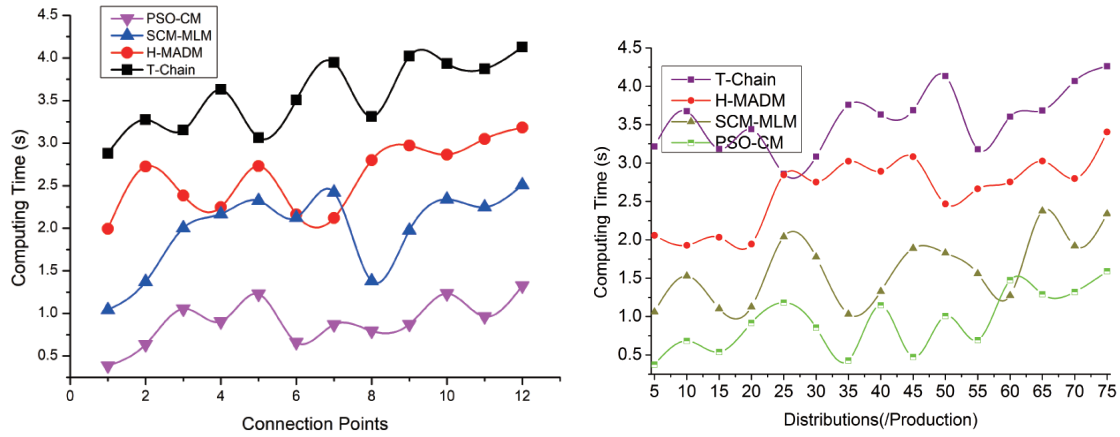 PSO-CM
SCM-MLM
H-MADM
T-Chain
Computing Time (s)
4.5
4.0
3.5
3.0
2.5
2.0
1.5
1.0
0.5
0 2 4 6 8 10 12
Connection Points
T-Chain
H-MADM
SCM-MLM
PSO-CM
Computing Time (s)
4.5
4.0
3.5
3.0
2.5
2.0
1.5
1.0
0.5
5 10 15 20 25 30 35 40 45 50 55 60 65 70 75
Distributions(/Production)